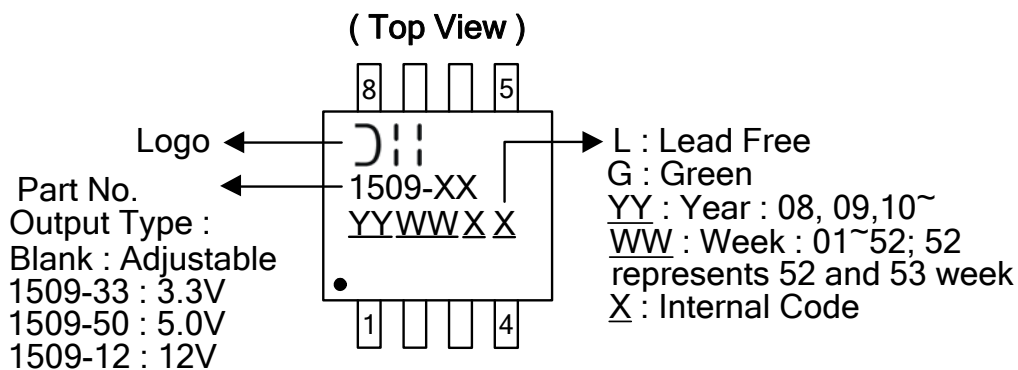 ( Top View )
8 5
Logo
1509-XX
YYWWX X
1 4
Part No.
Output Type :
Blank : Adjustable
1509-33 : 3.3V
1509-50 : 5.0V
1509-12 : 12V
L : Lead Free
G : Green
YY : Year : 08, 09,10~
WW : Week : 01~52; 52
represents 52 and 53 week
X : Internal Code